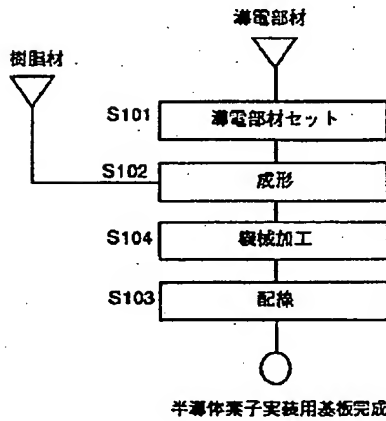 導電部材
樹脂材
S101 導電部材セット
S102 成形
S104 機械加工
S103 配線
半導体素子実装用基板完成